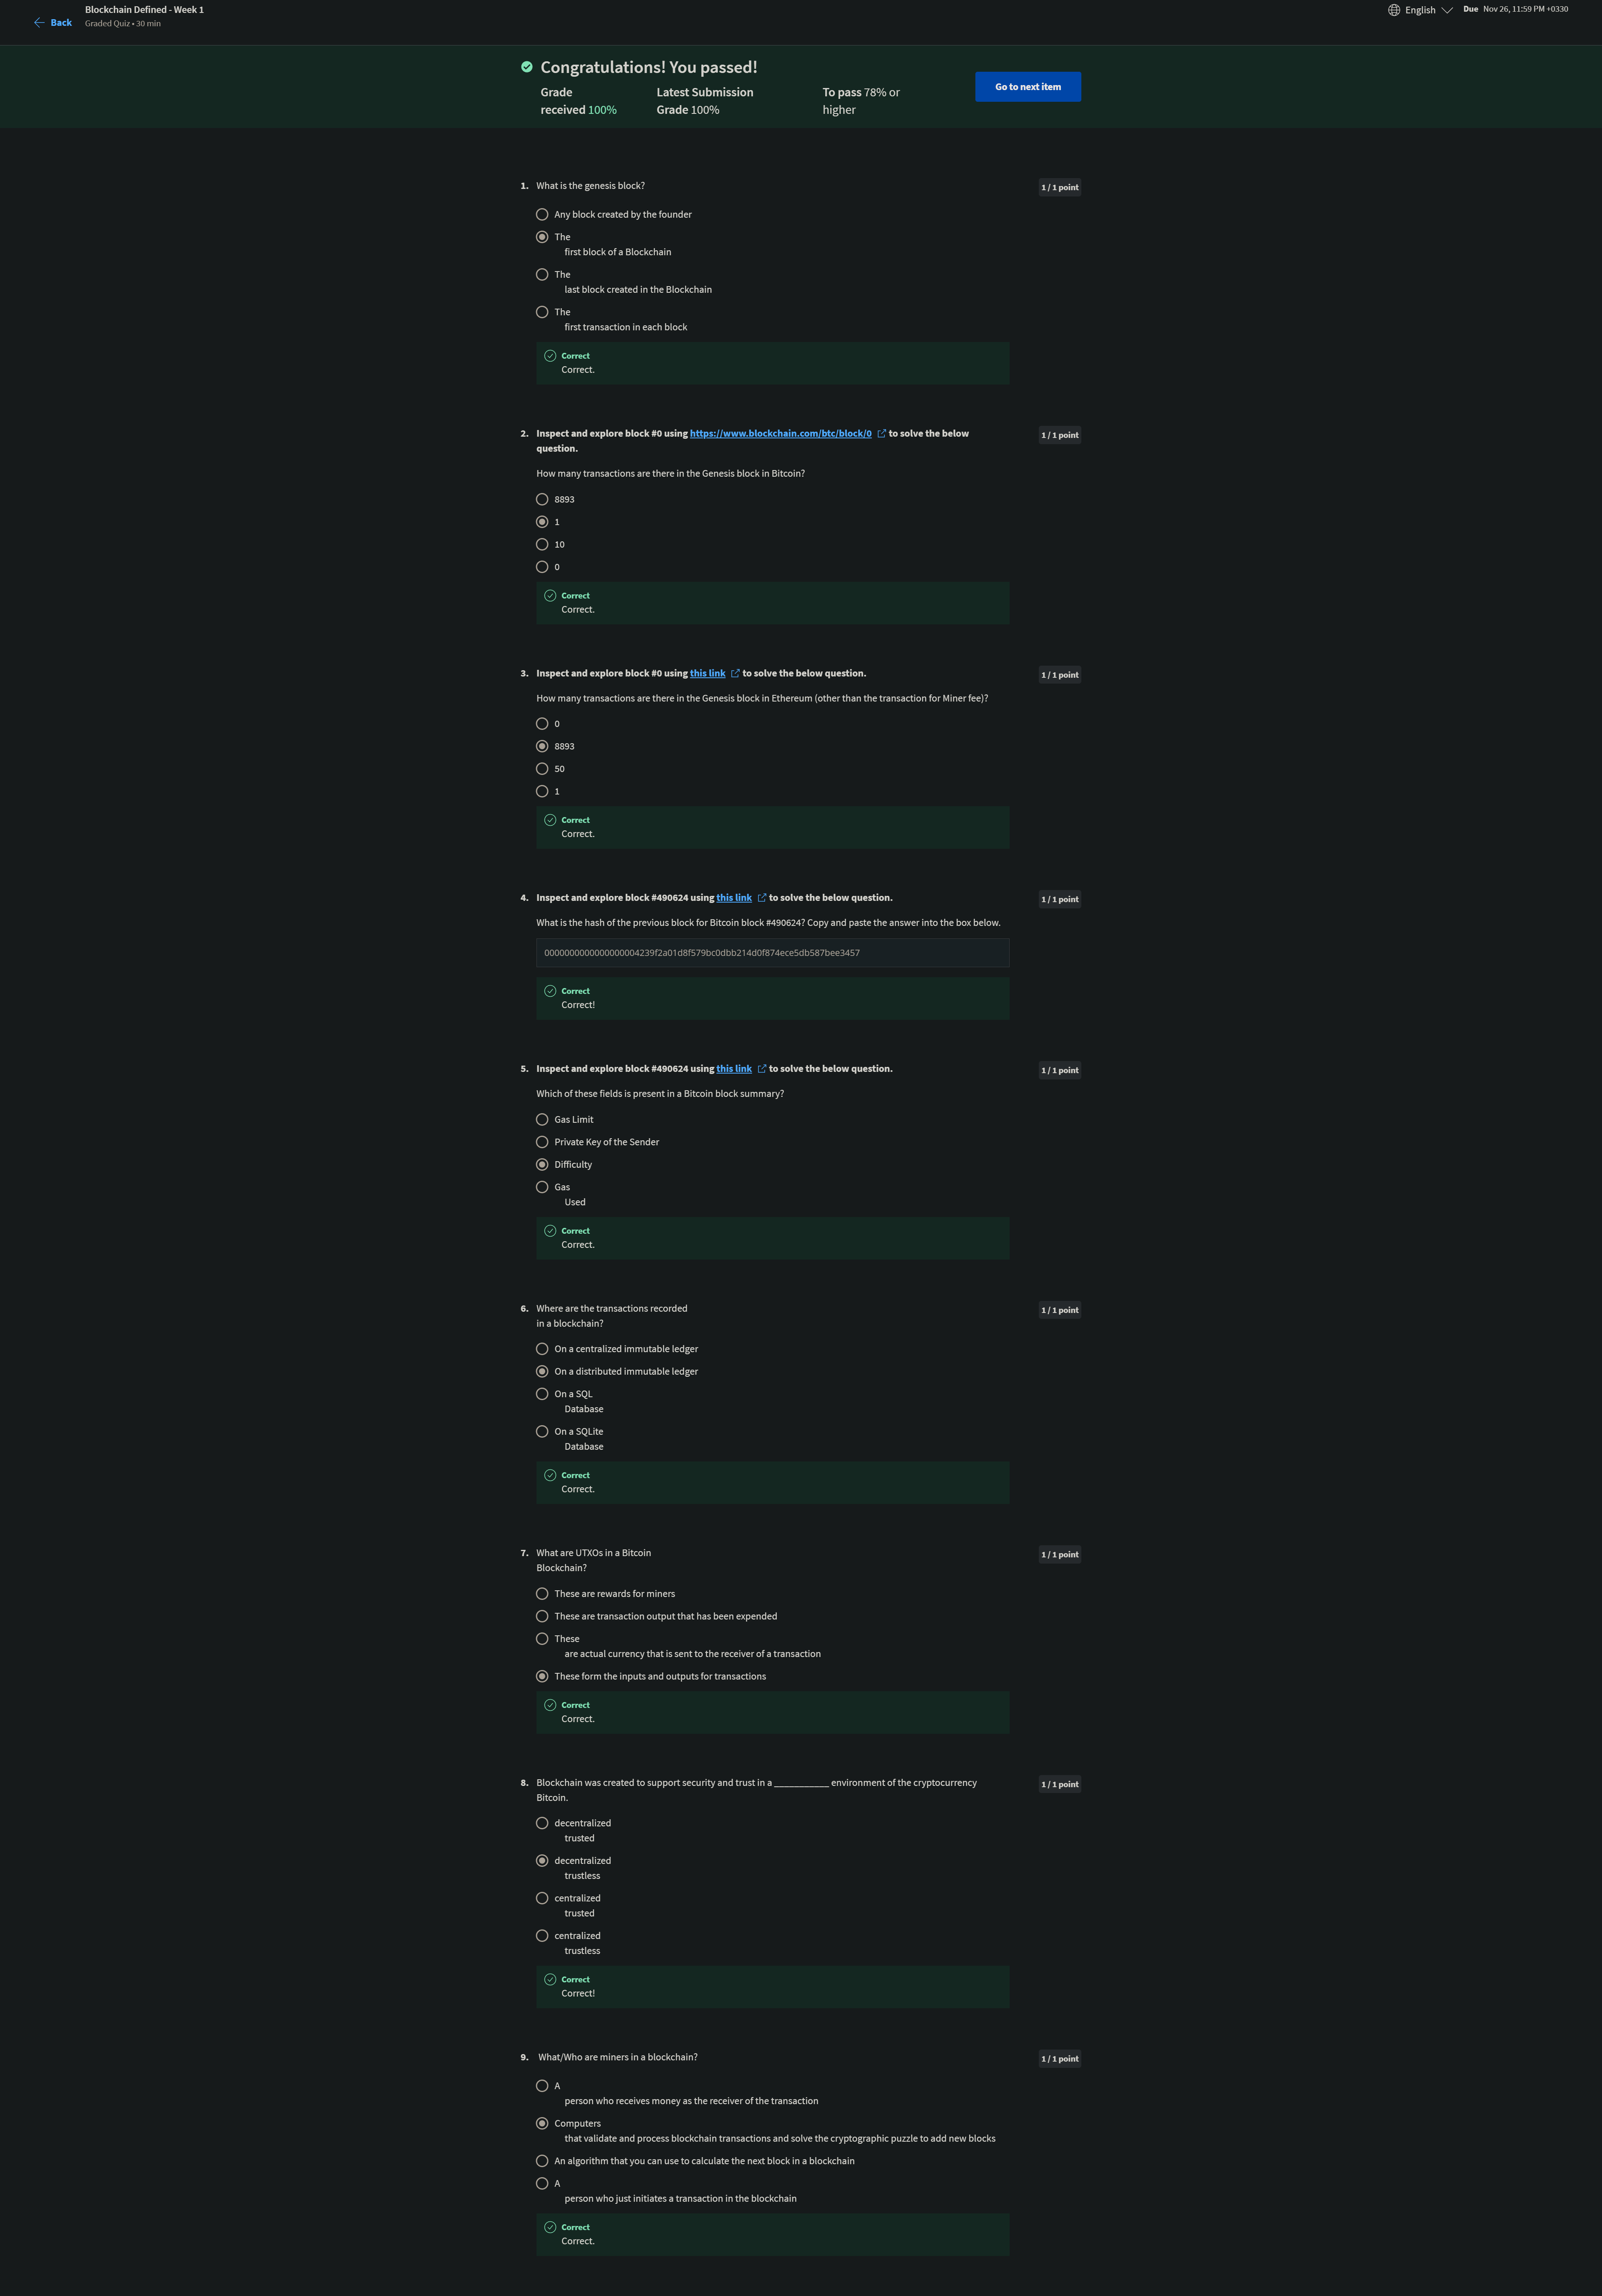 Back
Blockchain Defined - Week 1
Graded Quiz • 30 min
English
Due Nov 26, 11:59 PM +0330
Congratulations! You passed!
Grade
received 100%
Latest Submission
Grade 100%
To pass 78% or
higher
Go to next item
1. What is the genesis block?
1 / 1 point
Any block created by the founder
The
first block of a Blockchain
The
last block created in the Blockchain
The
first transaction in each block
Correct
Correct.
2. Inspect and explore block #0 using https://www.blockchain.com/btc/block/0 to solve the below
question.
1 / 1 point
How many transactions are there in the Genesis block in Bitcoin?
8893
1
10
0
Correct
Correct.
3. Inspect and explore block #0 using this link to solve the below question.
1 / 1 point
How many transactions are there in the Genesis block in Ethereum (other than the transaction for Miner fee)?
0
8893
50
1
Correct
Correct.
4. Inspect and explore block #490624 using this link to solve the below question.
1 / 1 point
What is the hash of the previous block for Bitcoin block #490624? Copy and paste the answer into the box below.
0000000000000000004239f2a01d8f579bc0dbb214d0f874ece5db587bee3457
Correct
Correct!
5. Inspect and explore block #490624 using this link to solve the below question.
1 / 1 point
Which of these fields is present in a Bitcoin block summary?
Gas Limit
Private Key of the Sender
Difficulty
Gas
Used
Correct
Correct.
6. Where are the transactions recorded
in a blockchain?
1 / 1 point
On a centralized immutable ledger
On a distributed immutable ledger
On a SQL
Database
On a SQLite
Database
Correct
Correct.
7. What are UTXOs in a Bitcoin
Blockchain?
1 / 1 point
These are rewards for miners
These are transaction output that has been expended
These
are actual currency that is sent to the receiver of a transaction
These form the inputs and outputs for transactions
Correct
Correct.
8. Blockchain was created to support security and trust in a ___________ environment of the cryptocurrency
Bitcoin.
1 / 1 point
decentralized
trusted
decentralized
trustless
centralized
trusted
centralized
trustless
Correct
Correct!
9. What/Who are miners in a blockchain?
1 / 1 point
A
person who receives money as the receiver of the transaction
Computers
that validate and process blockchain transactions and solve the cryptographic puzzle to add new blocks
An algorithm that you can use to calculate the next block in a blockchain
A
person who just initiates a transaction in the blockchain
Correct
Correct.